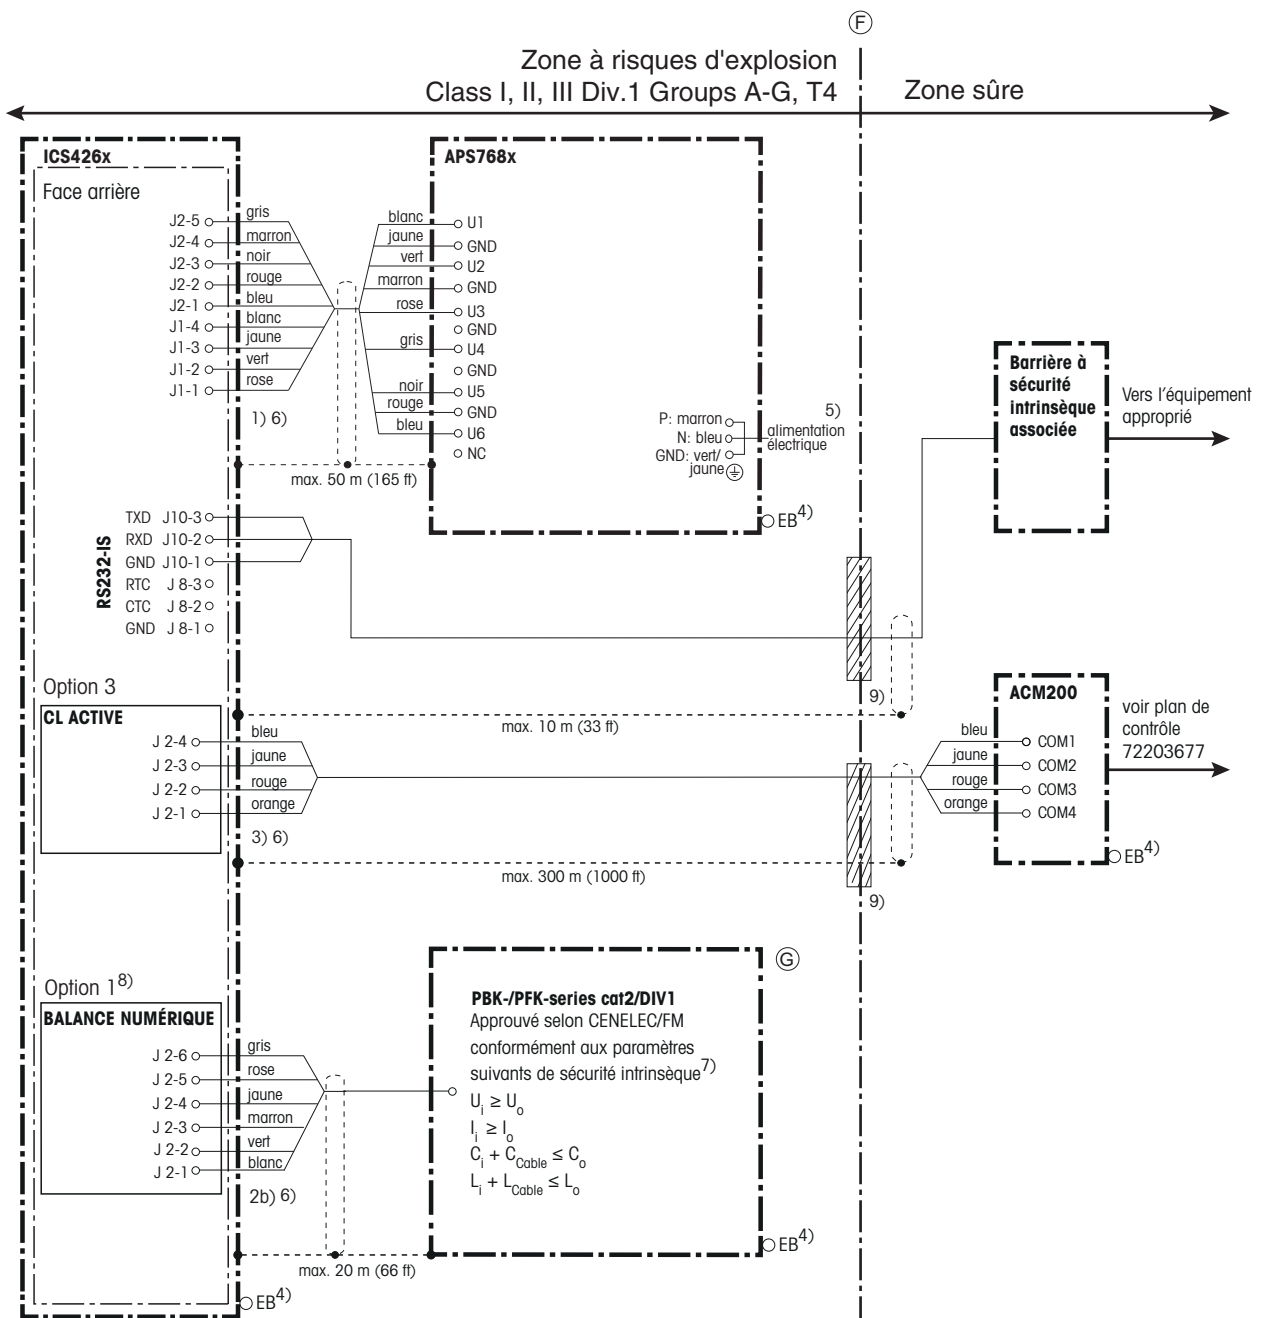 F
Zone à risques d'explosion
Class I, II, III Div.1 Groups A-G, T4
Zone sûre
ICS426x
Face arrière
J2-5 gris
J2-4 marron
J2-3 noir
J2-2 rouge
J2-1 bleu
J1-4 blanc
J1-3 jaune
J1-2 vert
J1-1 rose
1) 6)
max. 50 m (165 ft)
APS768x
blanc U1
jaune GND
vert U2
marron GND
rose U3
GND
gris U4
GND
noir U5
rouge GND
bleu U6
NC
P: marron
N: bleu
GND: vert/
jaune
5)
alimentation
électrique
EB4)
Barrière à
sécurité
intrinsèque
associée
Vers l'équipement
approprié
RS232-IS
TXD J10-3
RXD J10-2
GND J10-1
RTC J 8-3
CTC J 8-2
GND J 8-1
9)
max. 10 m (33 ft)
Option 3
CL ACTIVE
J 2-4 bleu
J 2-3 jaune
J 2-2 rouge
J 2-1 orange
3) 6)
max. 300 m (1000 ft)
9)
ACM200
bleu COM1
jaune COM2
rouge COM3
orange COM4
EB4)
voir plan de
contrôle
72203677
Option 18)
BALANCE NUMÉRIQUE
J 2-6 gris
J 2-5 rose
J 2-4 jaune
J 2-3 marron
J 2-2 vert
J 2-1 blanc
2b) 6)
max. 20 m (66 ft)
EB4)
G
PBK-/PFK-series cat2/DIV1
Approuvé selon CENELEC/FM
conformément aux paramètres
suivants de sécurité intrinsèque7)
Ui ≥ Uo
Ii ≥ Io
Ci + CCable ≤ Co
Li + LCable ≤ Lo
EB4)